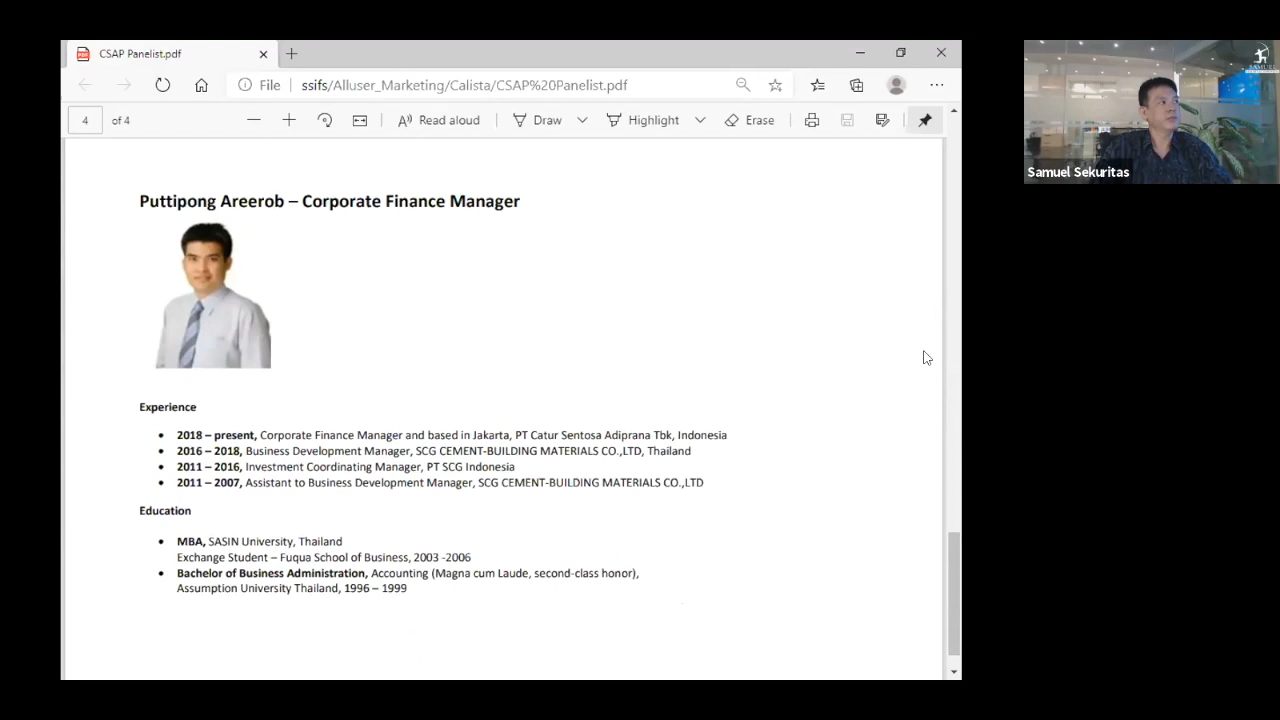 CSAP Panelist.pdf
File ssifs/Alluser_Marketing/Calista/CSAP%20Panelist.pdf
4 of 4 Read aloud Draw Highlight Erase
Puttipong Areerob – Corporate Finance Manager
Experience
• 2018 – present, Corporate Finance Manager and based in Jakarta, PT Catur Sentosa Adiprana Tbk, Indonesia
• 2016 – 2018, Business Development Manager, SCG CEMENT-BUILDING MATERIALS CO.,LTD, Thailand
• 2011 – 2016, Investment Coordinating Manager, PT SCG Indonesia
• 2011 – 2007, Assistant to Business Development Manager, SCG CEMENT-BUILDING MATERIALS CO.,LTD
Education
• MBA, SASIN University, Thailand
Exchange Student – Fuqua School of Business, 2003 -2006
• Bachelor of Business Administration, Accounting (Magna cum Laude, second-class honor),
Assumption University Thailand, 1996 – 1999
SAMUEL
Samuel Sekuritas